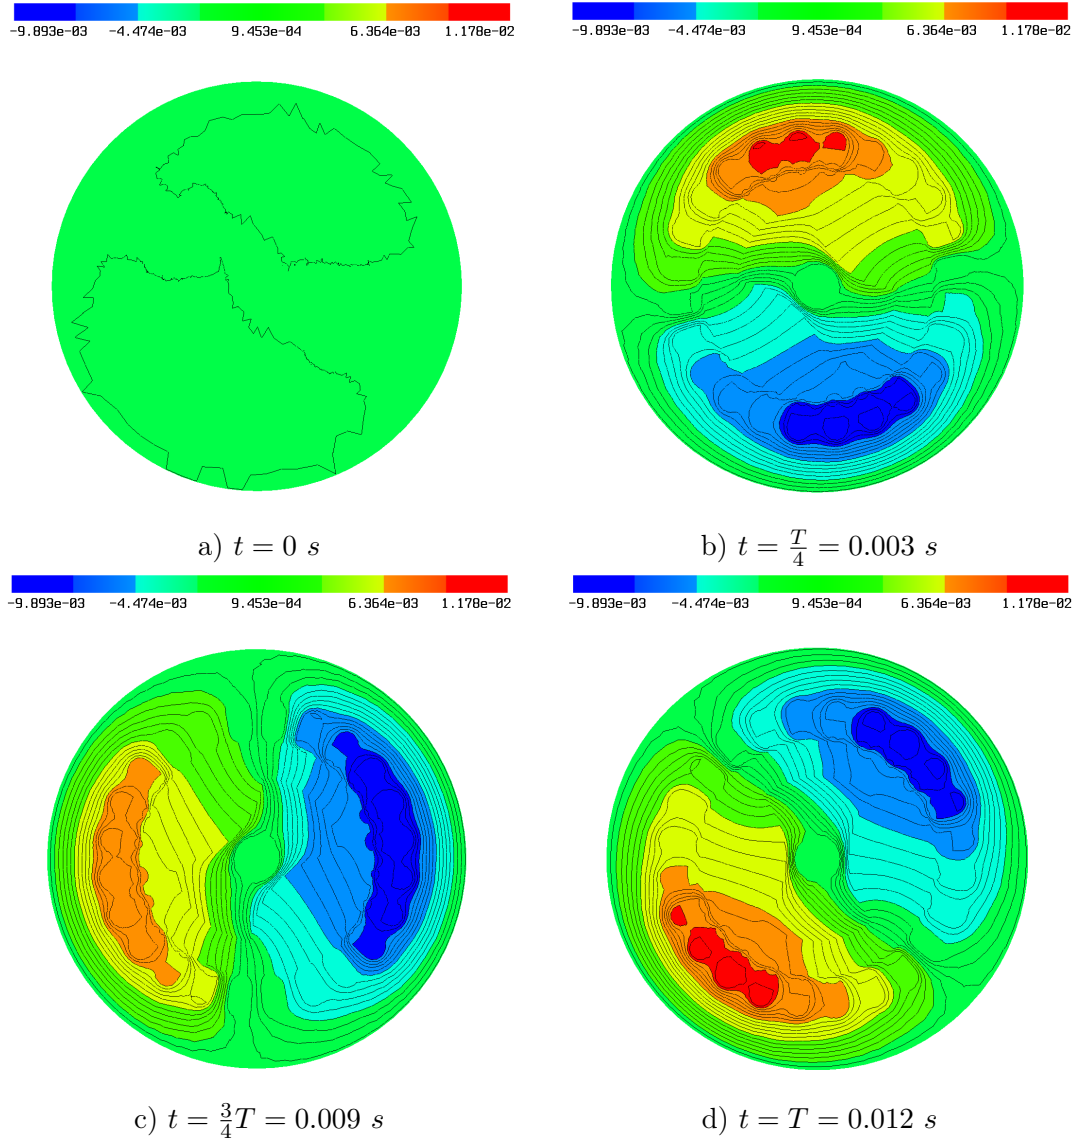 -9.893e-03 -4.474e-03 9.453e-04 6.364e-03 1.178e-02
-9.893e-03 -4.474e-03 9.453e-04 6.364e-03 1.178e-02
a) t = 0 s
b) t = T/4 = 0.003 s
-9.893e-03 -4.474e-03 9.453e-04 6.364e-03 1.178e-02
-9.893e-03 -4.474e-03 9.453e-04 6.364e-03 1.178e-02
c) t = 3/4 T = 0.009 s
d) t = T = 0.012 s